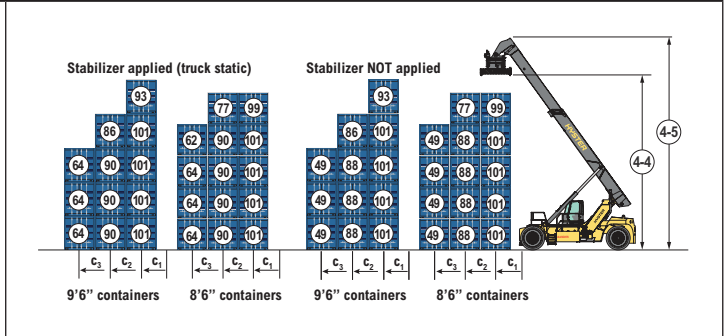 Stabilizer applied (truck static)
93
86 101
64 90 101
64 90 101
64 90 101
c3 c2 c1
9'6” containers
77 99
62 90 101
64 90 101
64 90 101
64 90 101
c3 c2 c1
8'6” containers
Stabilizer NOT applied
93
86 101
49 88 101
49 88 101
49 88 101
c3 c2 c1
9'6” containers
77 99
49 88 101
49 88 101
49 88 101
49 88 101
c3 c2 c1
8'6” containers
HYSTER
4-5
4-4